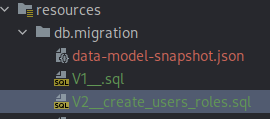 resources
db.migration
data-model-snapshot.json
V1__.sql
V2__create_users_roles.sql